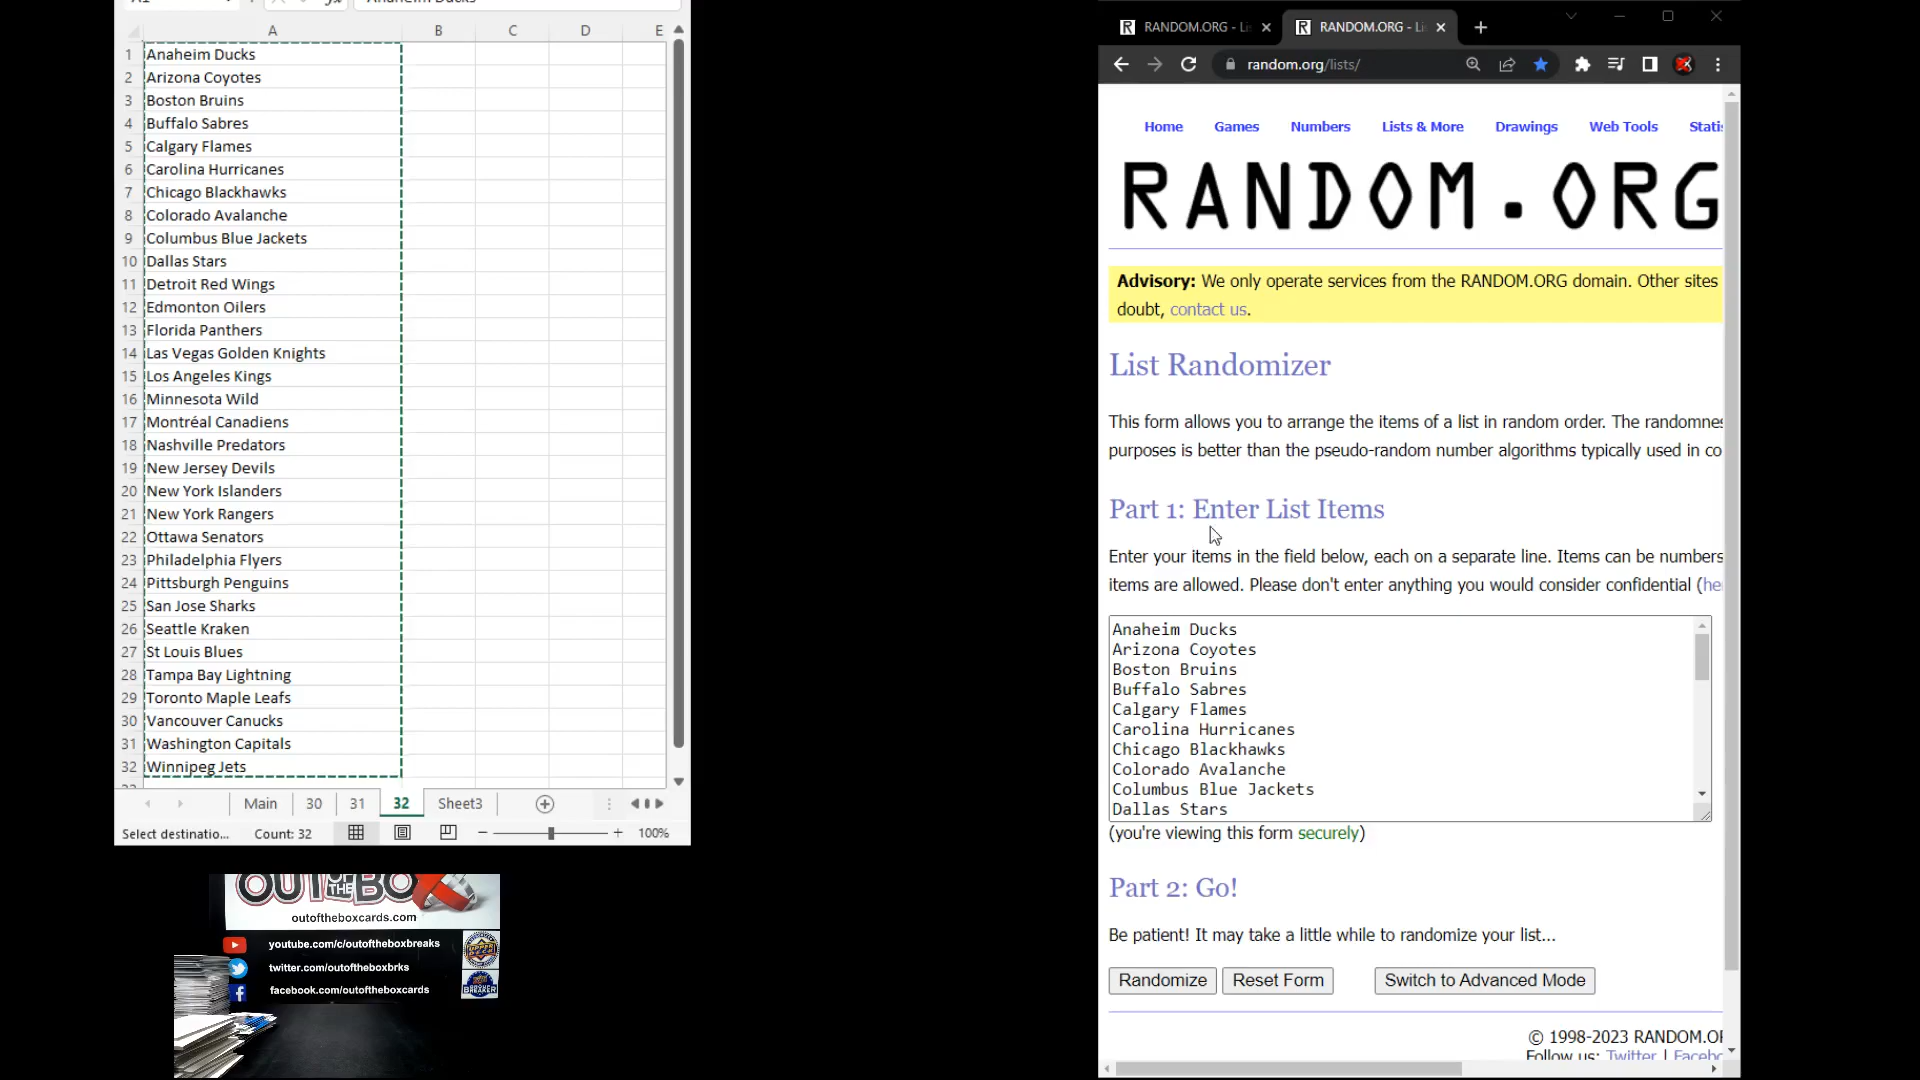 A1
Anaheim Ducks
A B C D E
1 Anaheim Ducks
2 Arizona Coyotes
3 Boston Bruins
4 Buffalo Sabres
5 Calgary Flames
6 Carolina Hurricanes
7 Chicago Blackhawks
8 Colorado Avalanche
9 Columbus Blue Jackets
10 Dallas Stars
11 Detroit Red Wings
12 Edmonton Oilers
13 Florida Panthers
14 Las Vegas Golden Knights
15 Los Angeles Kings
16 Minnesota Wild
17 Montréal Canadiens
18 Nashville Predators
19 New Jersey Devils
20 New York Islanders
21 New York Rangers
22 Ottawa Senators
23 Philadelphia Flyers
24 Pittsburgh Penguins
25 San Jose Sharks
26 Seattle Kraken
27 St Louis Blues
28 Tampa Bay Lightning
29 Toronto Maple Leafs
30 Vancouver Canucks
31 Washington Capitals
32 Winnipeg Jets
Main 30 31 32 Sheet3
Select destinatio... Count: 32 100%
OUT OF THE BOX
outoftheboxcards.com
youtube.com/c/outoftheboxbreaks
twitter.com/outoftheboxbrks
facebook.com/outoftheboxcards
RANDOM.ORG - Li
RANDOM.ORG - Li
random.org/lists/
Home Games Numbers Lists & More Drawings Web Tools Statis
RANDOM.ORG
Advisory: We only operate services from the RANDOM.ORG domain. Other sites
doubt, contact us.
List Randomizer
This form allows you to arrange the items of a list in random order. The randomnes
purposes is better than the pseudo-random number algorithms typically used in co
Part 1: Enter List Items
Enter your items in the field below, each on a separate line. Items can be numbers
items are allowed. Please don't enter anything you would consider confidential (he
Anaheim Ducks
Arizona Coyotes
Boston Bruins
Buffalo Sabres
Calgary Flames
Carolina Hurricanes
Chicago Blackhawks
Colorado Avalanche
Columbus Blue Jackets
Dallas Stars
(you're viewing this form securely)
Part 2: Go!
Be patient! It may take a little while to randomize your list...
Randomize Reset Form Switch to Advanced Mode
© 1998-2023 RANDOM.OR
Follow us: Twitter | Facebo